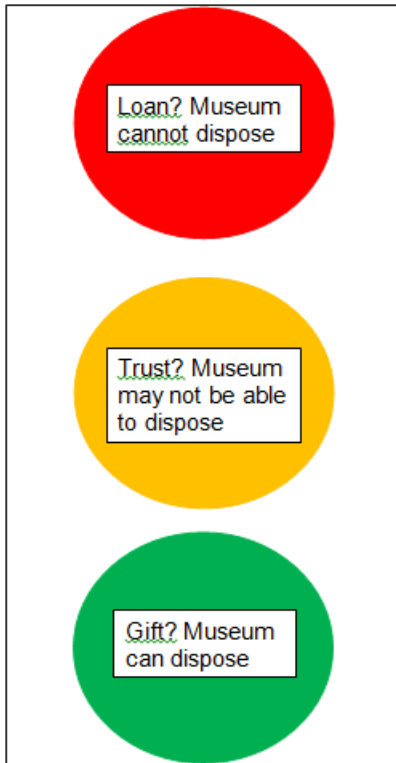 Loan? Museum
cannot dispose
Trust? Museum
may not be able
to dispose
Gift? Museum
can dispose